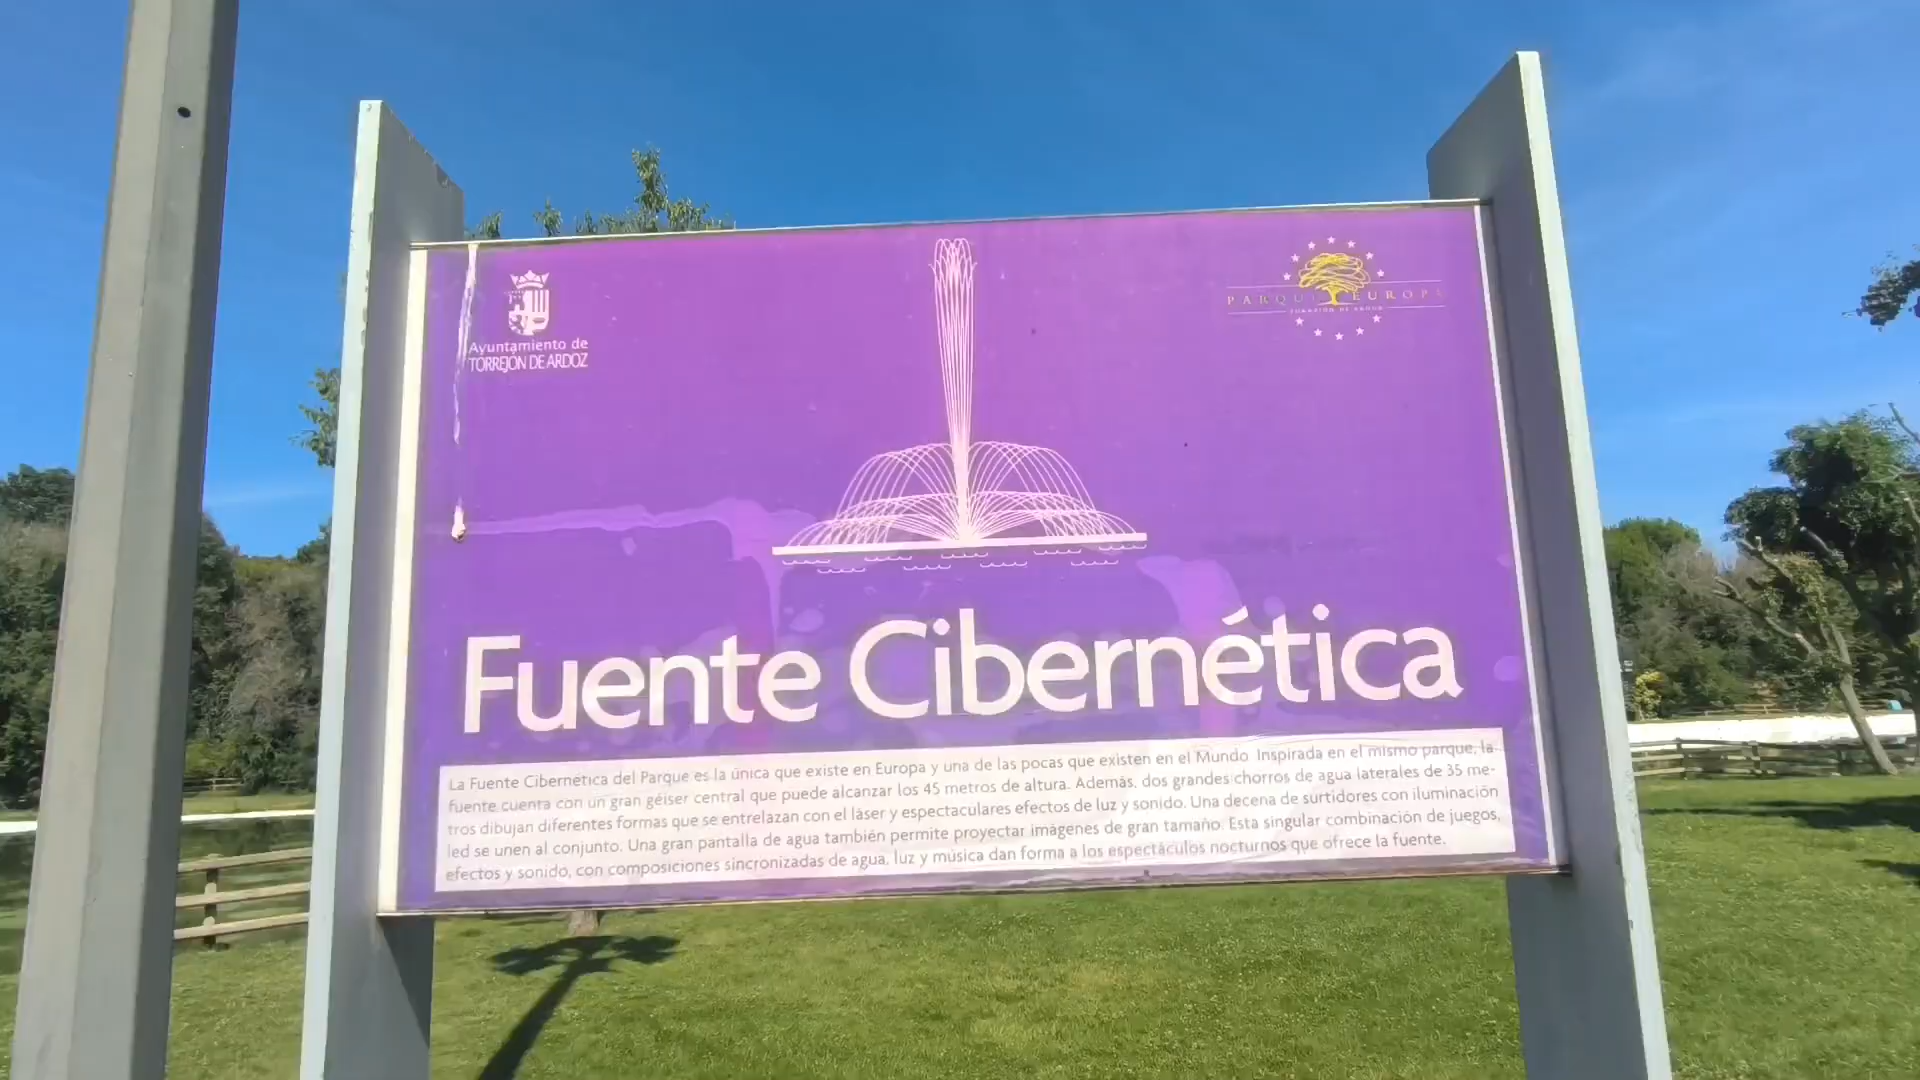 Ayuntamiento de
TORREJÓN DE ARDOZ
PARQUE EUROPA
TORREJÓN DE ARDOZ
Fuente Cibernética
La Fuente Cibernética del Parque es la única que existe en Europa y una de las pocas que existen en el Mundo. Inspirada en el mismo parque, la
fuente cuenta con un gran géiser central que puede alcanzar los 45 metros de altura. Además, dos grandes chorros de agua laterales de 35 me-
tros dibujan diferentes formas que se entrelazan con el láser y espectaculares efectos de luz y sonido. Una decena de surtidores con iluminación
led se unen al conjunto. Una gran pantalla de agua también permite proyectar imágenes de gran tamaño. Esta singular combinación de juegos,
efectos y sonido, con composiciones sincronizadas de agua, luz y música dan forma a los espectáculos nocturnos que ofrece la fuente.